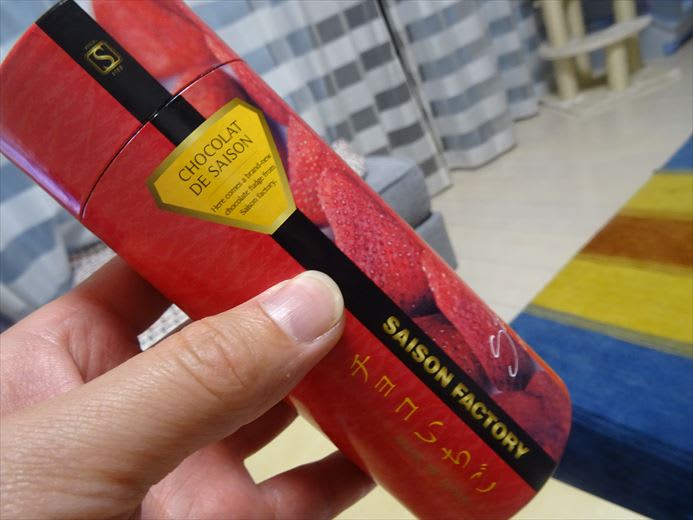 S
CHOCOLAT
DE SAISON
Here comes a brand-new
chocolate fudge from
Saison factory.
SAISON FACTORY
チョコいちご